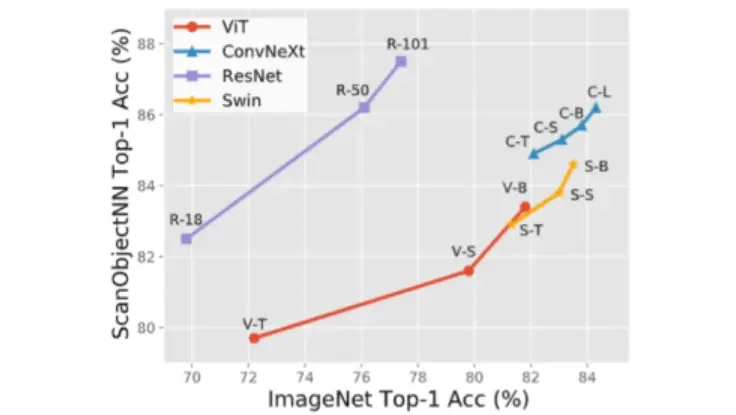 ViT
ConvNeXt
ResNet
Swin
ScanObjectNN Top-1 Acc (%)
88
86
84
82
80
R-101
R-50
R-18
C-L
C-B
C-S
C-T
S-B
V-B
S-S
S-T
V-S
V-T
70
72
74
76
78
80
82
84
ImageNet Top-1 Acc (%)